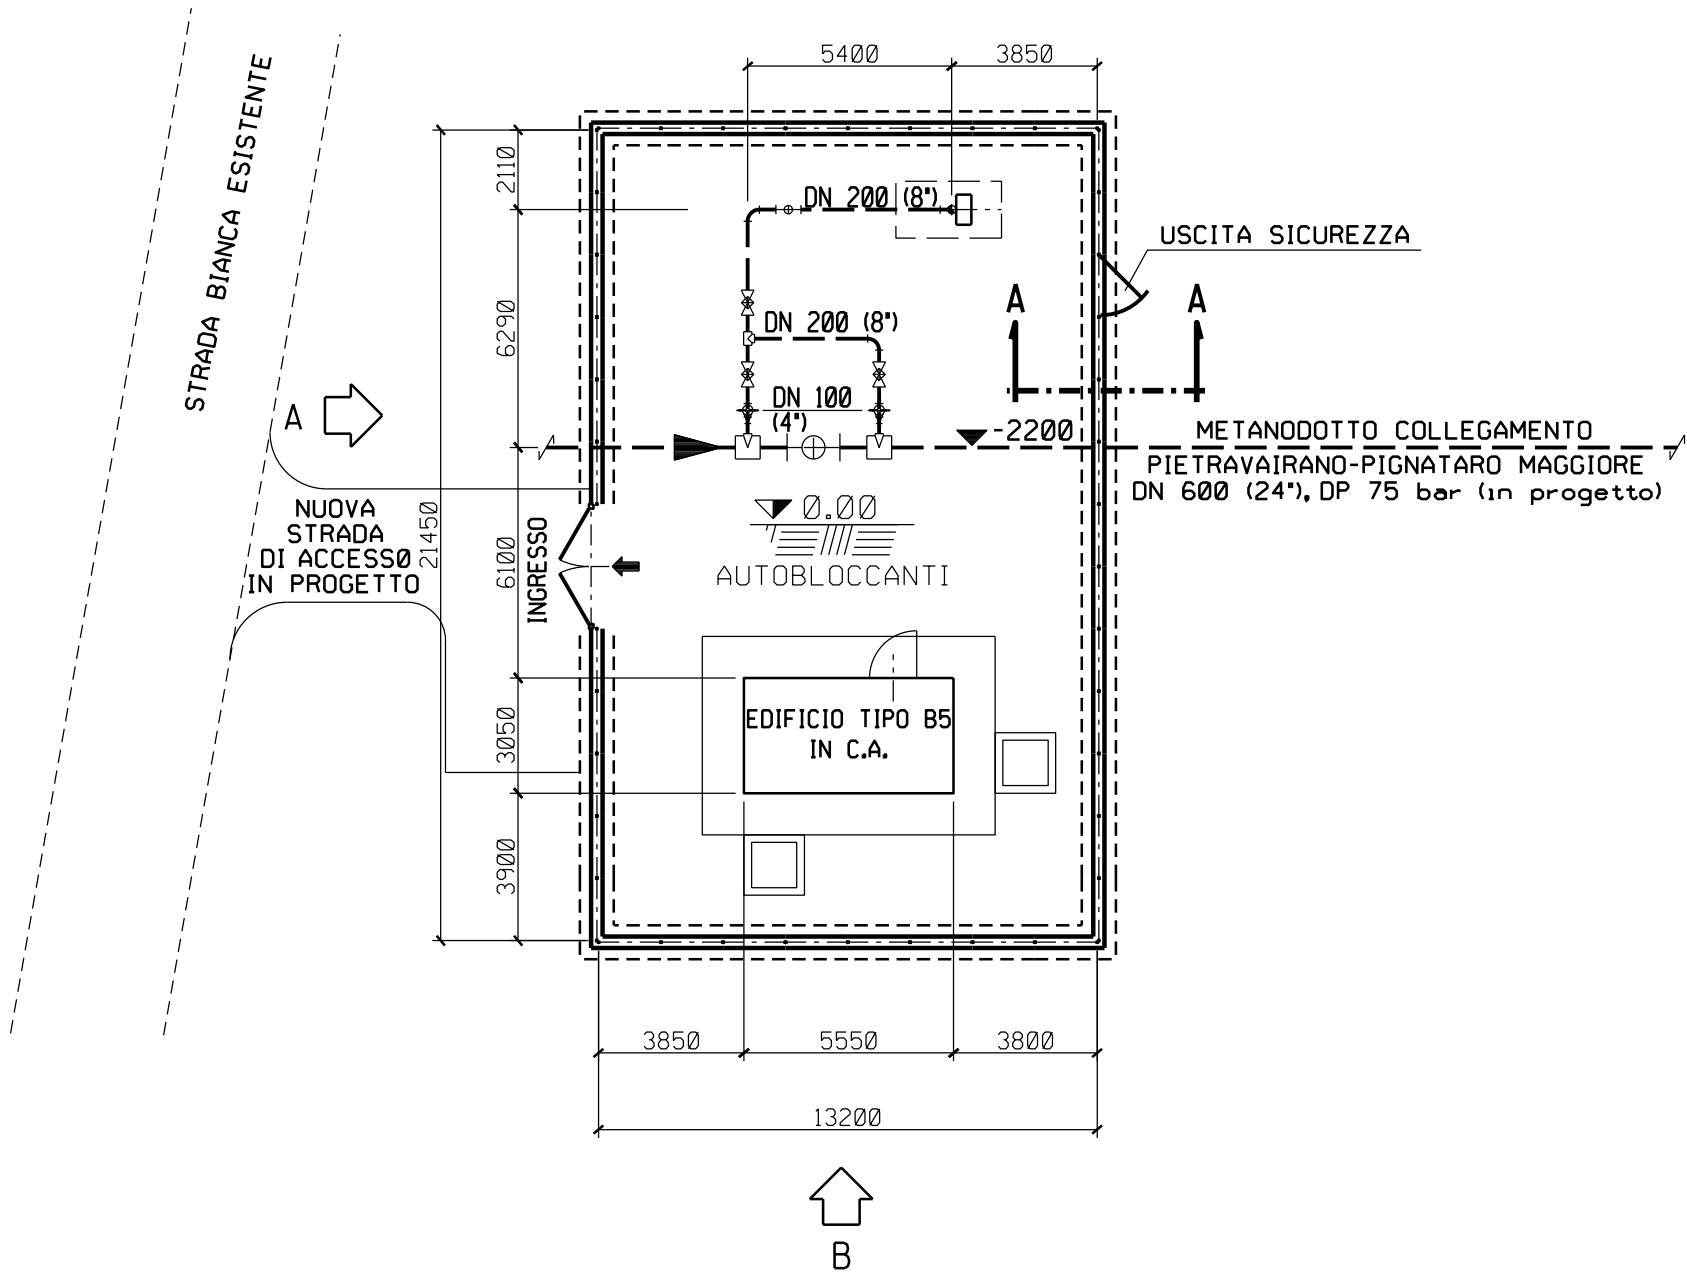 5400
3850
STRADA BIANCA ESISTENTE
2110
DN 200 (8")
USCITA SICUREZZA
6290
A
A
DN 200 (8")
DN 100
(4")
A
-2200
METANODOTTO COLLEGAMENTO
PIETRAVAIRANO-PIGNATARO MAGGIORE
DN 600 (24"), DP 75 bar (in progetto)
NUOVA
STRADA
DI ACCESSO
IN PROGETTO
21450
6100
INGRESSO
0.00
AUTOBLOCCANTI
EDIFICIO TIPO B5
IN C.A.
3050
3900
3850
5550
3800
13200
B